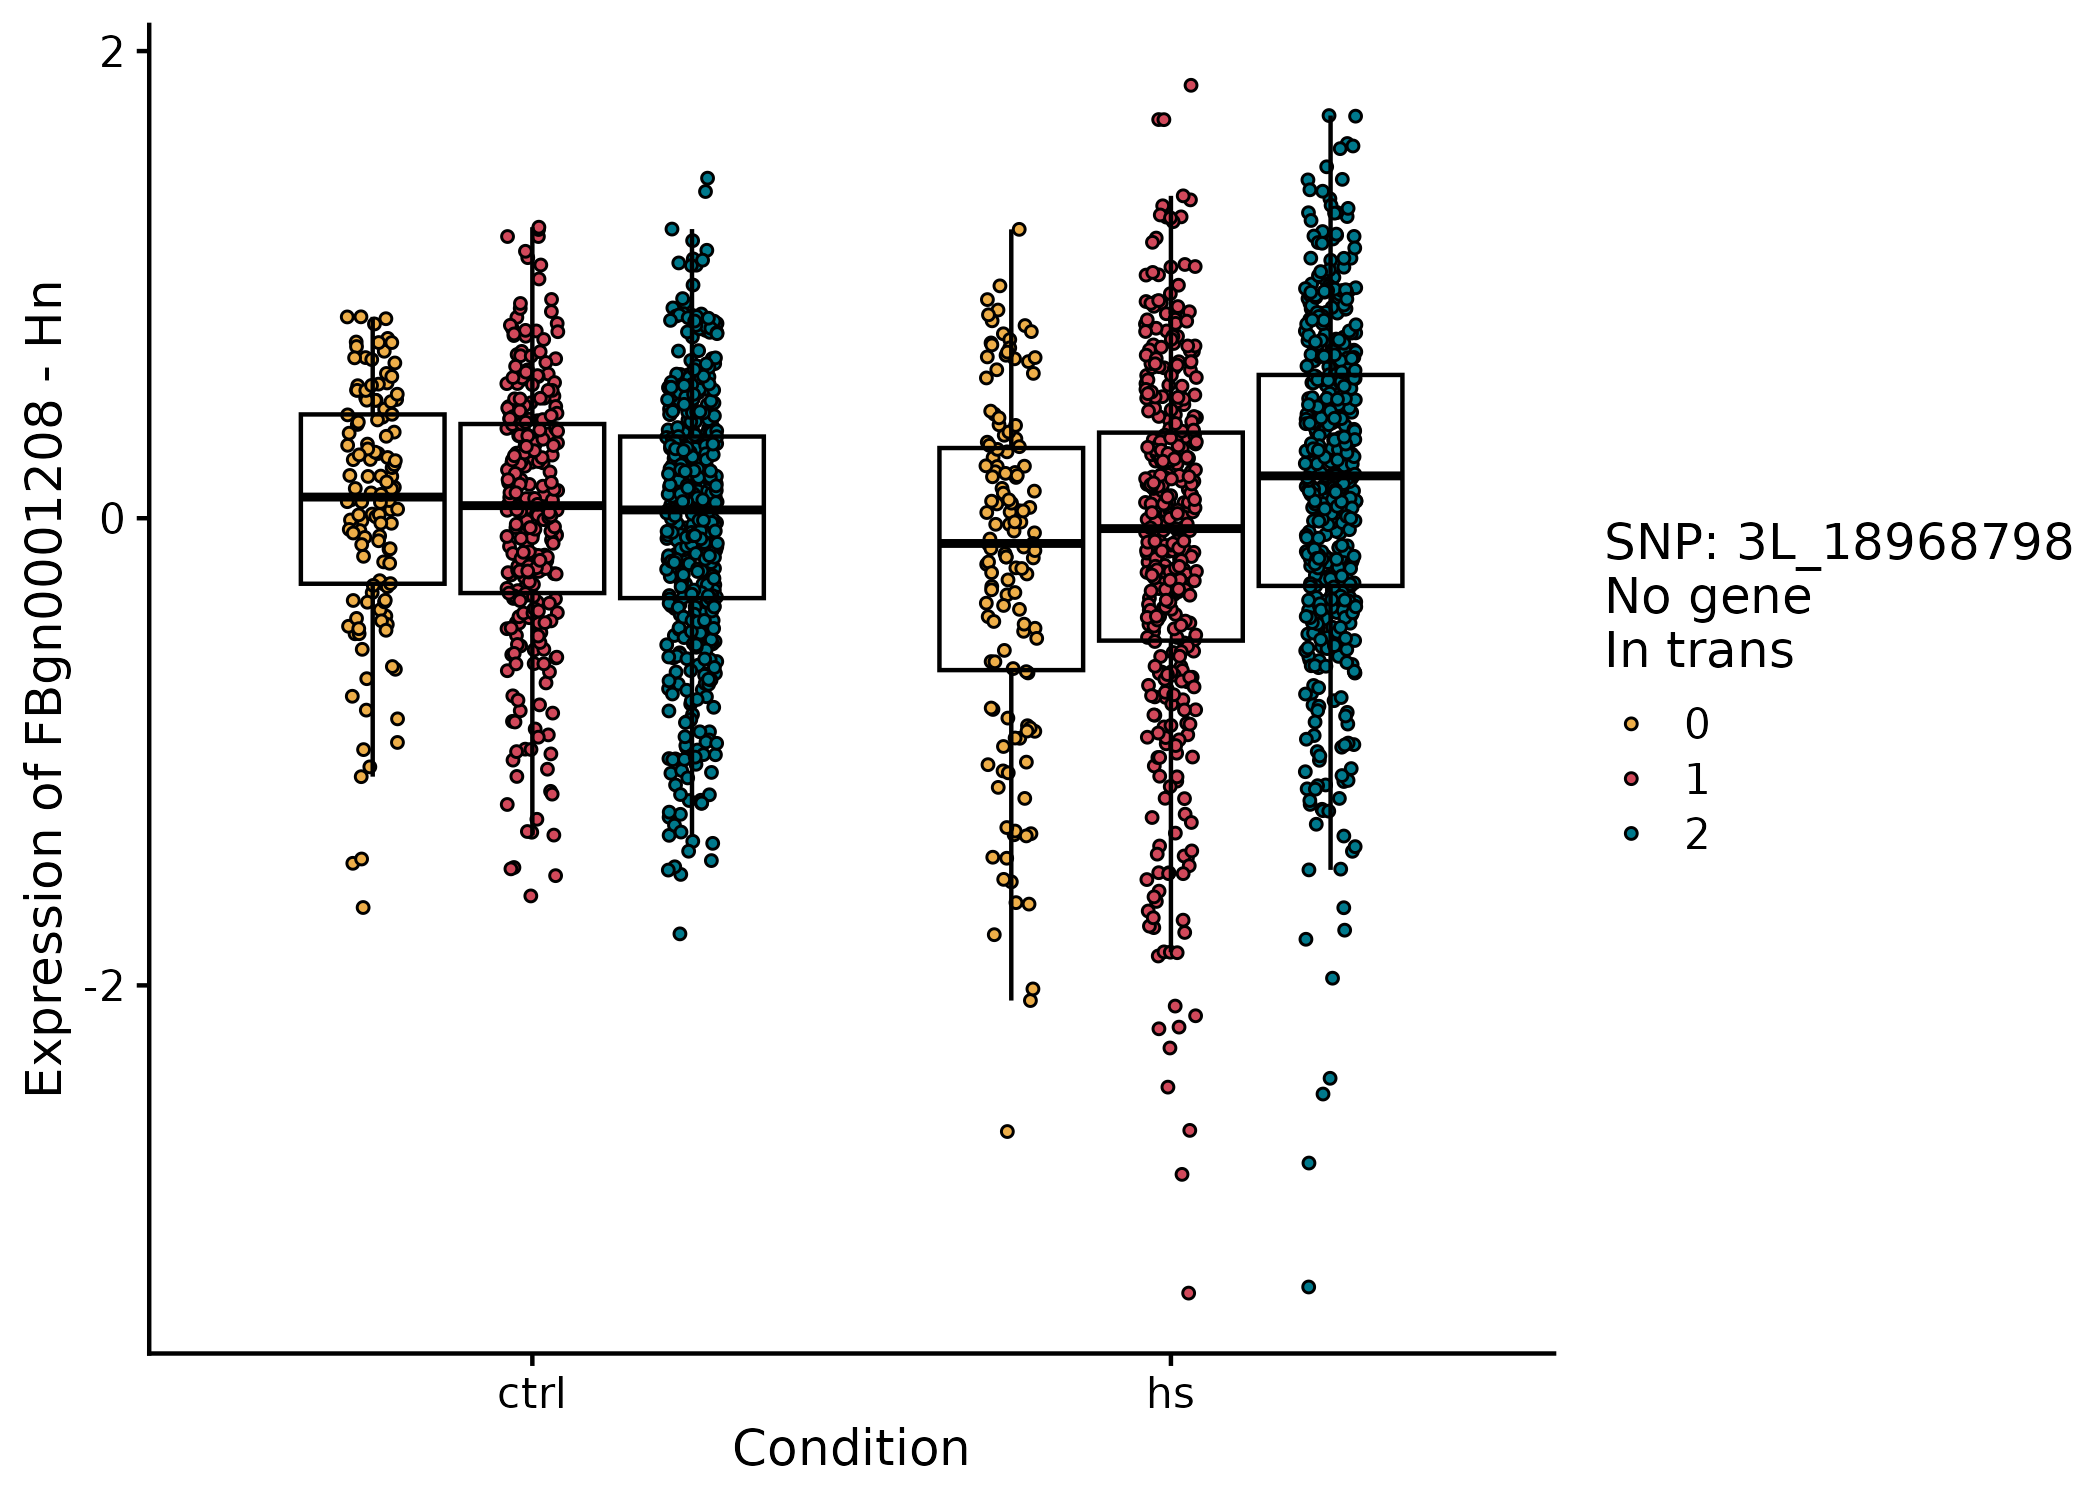 2
0
-2
Expression of FBgn0001208 - Hn
ctrl
hs
Condition
SNP: 3L_18968798
No gene
In trans
0
1
2